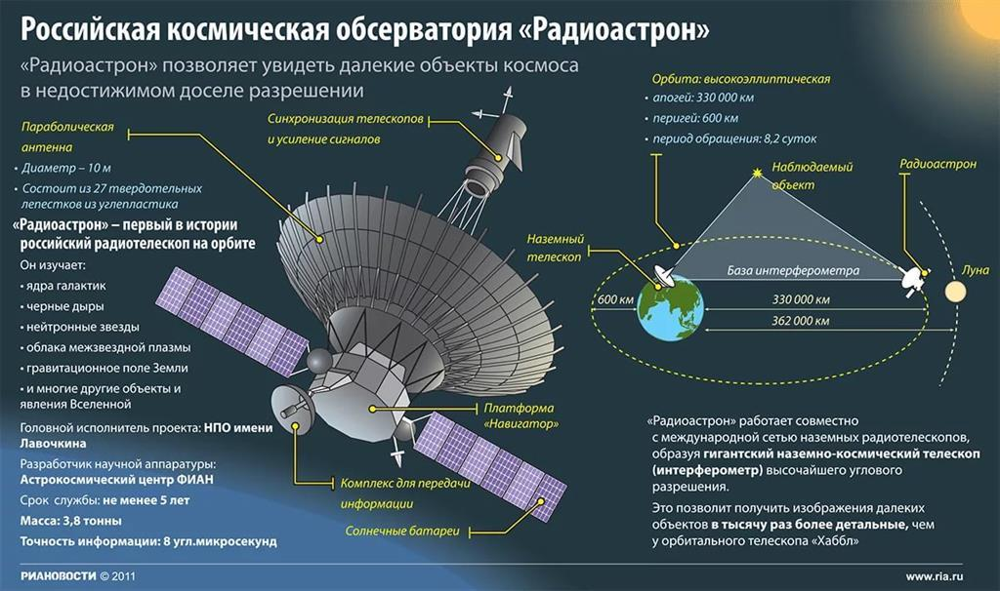 Российская космическая обсерватория «Радиоастрон»
«Радиоастрон» позволяет увидеть далекие объекты космоса
в недостижимом доселе разрешении
Параболическая
антенна
• Диаметр – 10 м
• Состоит из 27 твердотельных
лепестков из углепластика
«Радиоастрон» – первый в истории
российский радиотелескоп на орбите
Он изучает:
• ядра галактик
• черные дыры
• нейтронные звезды
• облака межзвездной плазмы
• гравитационное поле Земли
• и многие другие объекты и
явления Вселенной
Головной исполнитель проекта: НПО имени
Лавочкина
Разработчик научной аппаратуры:
Астрокосмический центр ФИАН
Срок службы: не менее 5 лет
Масса: 3,8 тонны
Точность информации: 8 угл.микросекунд
Синхронизация телескопов
и усиление сигналов
Платформа
«Навигатор»
Комплекс для передачи
информации
Солнечные батареи
Орбита: высокоэллиптическая
• апогей: 330 000 км
• перигей: 600 км
• период обращения: 8,2 суток
Наблюдаемый
объект
Радиоастрон
Наземный
телескоп
База интерферометра
Луна
600 км
330 000 км
362 000 км
«Радиоастрон» работает совместно
с международной сетью наземных радиотелескопов,
образуя гигантский наземно-космический телескоп
(интерферометр) высочайшего углового
разрешения.
Это позволит получить изображения далеких
объектов в тысячу раз более детальные, чем
у орбитального телескопа «Хаббл»
РИАНОВОСТИ © 2011
www.ria.ru